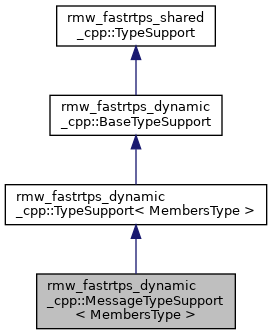 rmw_fastrtps_shared
_cpp::TypeSupport
rmw_fastrtps_dynamic
_cpp::BaseTypeSupport
rmw_fastrtps_dynamic
_cpp::TypeSupport< MembersType >
rmw_fastrtps_dynamic
_cpp::MessageTypeSupport
< MembersType >